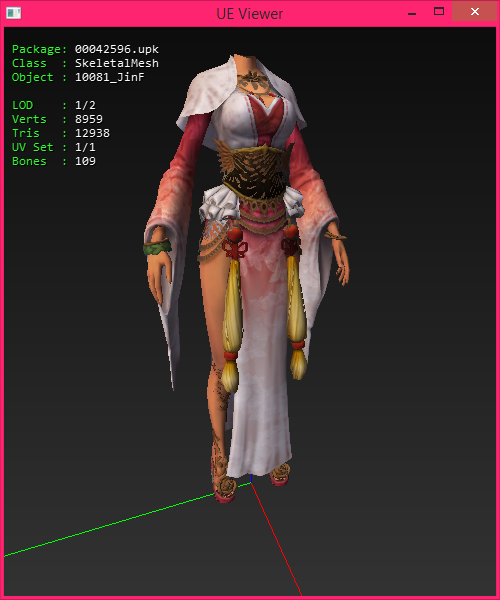 UE Viewer
Package: 00042596.upk
Class : SkeletalMesh
Object : 10081_JinF
LOD : 1/2
Verts : 8959
Tris : 12938
UV Set : 1/1
Bones : 109